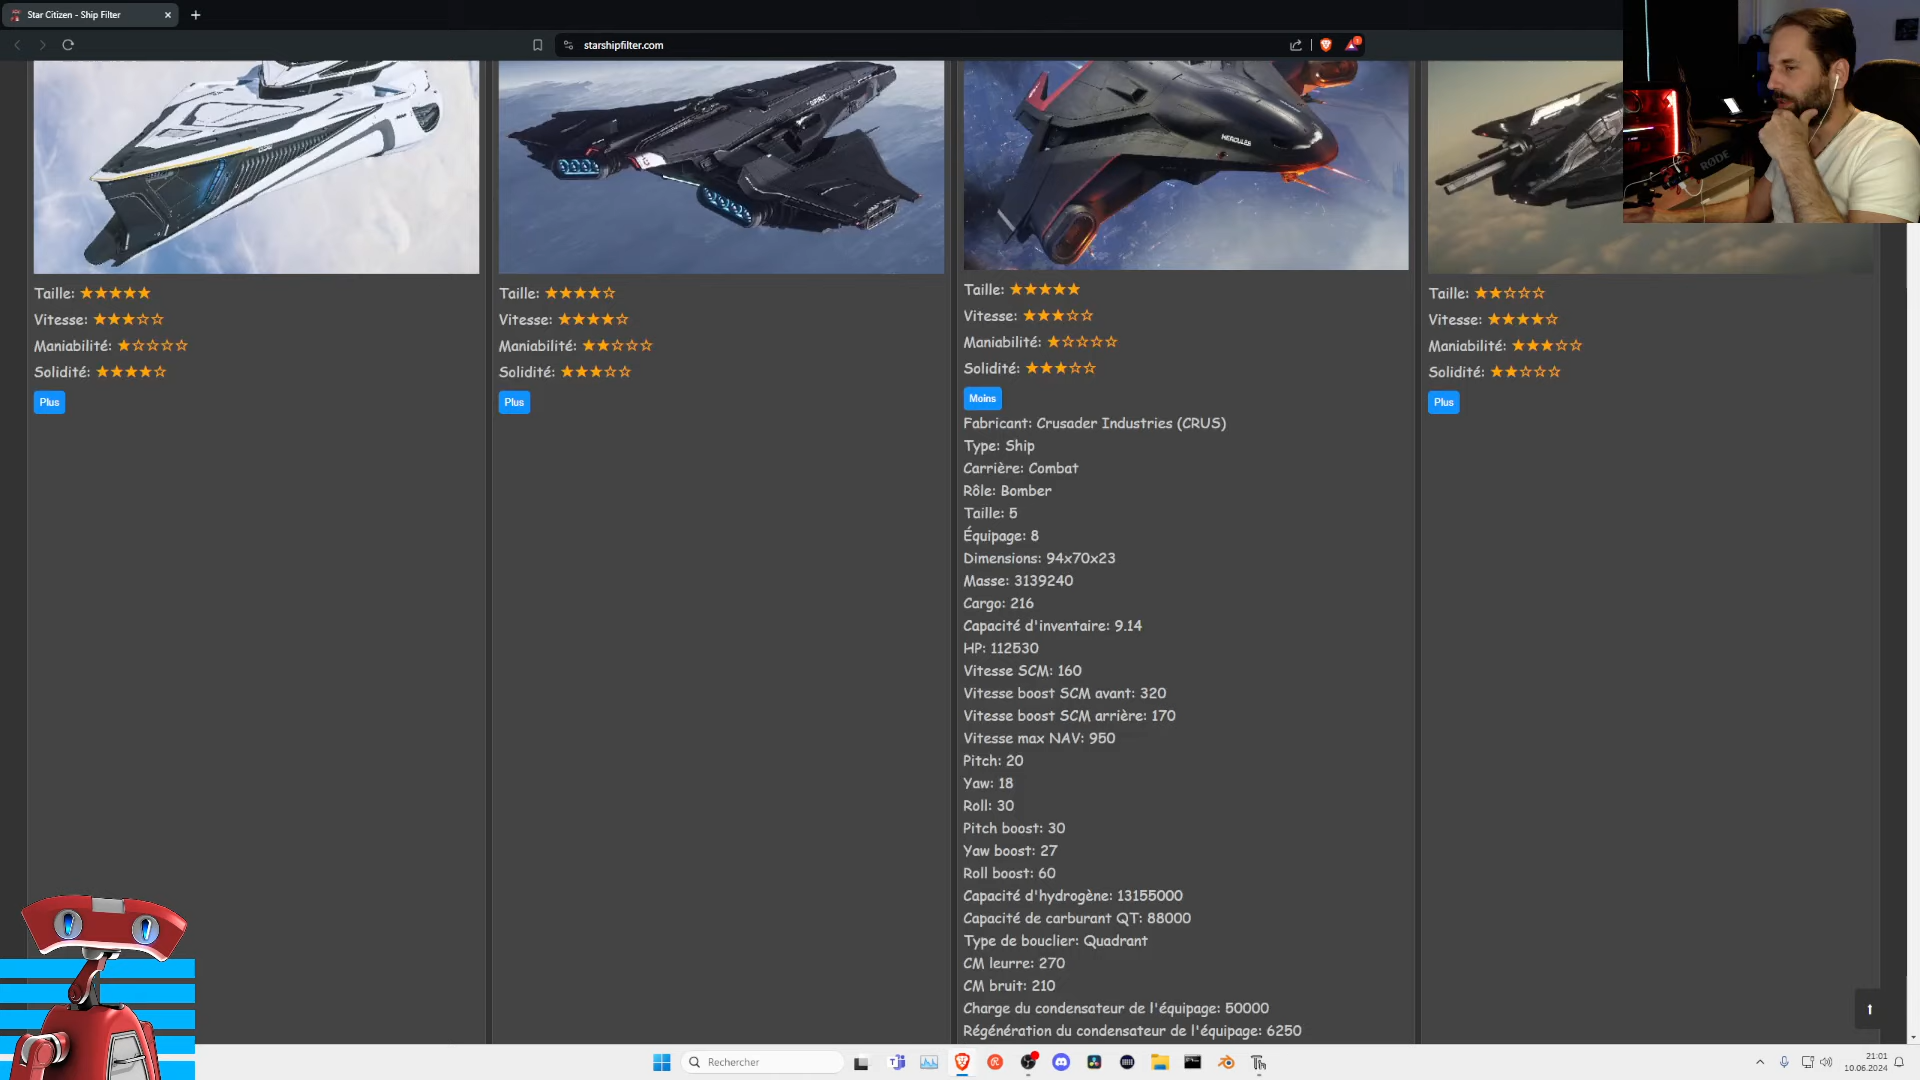 Star Citizen - Ship Filter
starshipfilter.com
SPIRIT
HERCULES
RØDE
Taille: ★★★★★
Vitesse: ★★★☆☆
Maniabilité: ★☆☆☆☆
Solidité: ★★★★☆
Plus
Taille: ★★★★☆
Vitesse: ★★★★☆
Maniabilité: ★★☆☆☆
Solidité: ★★★☆☆
Plus
Taille: ★★★★★
Vitesse: ★★★☆☆
Maniabilité: ★☆☆☆☆
Solidité: ★★★☆☆
Moins
Fabricant: Crusader Industries (CRUS)
Type: Ship
Carrière: Combat
Rôle: Bomber
Taille: 5
Équipage: 8
Dimensions: 94x70x23
Masse: 3139240
Cargo: 216
Capacité d'inventaire: 9.14
HP: 112530
Vitesse SCM: 160
Vitesse boost SCM avant: 320
Vitesse boost SCM arrière: 170
Vitesse max NAV: 950
Pitch: 20
Yaw: 18
Roll: 30
Pitch boost: 30
Yaw boost: 27
Roll boost: 60
Capacité d'hydrogène: 13155000
Capacité de carburant QT: 88000
Type de bouclier: Quadrant
CM leurre: 270
CM bruit: 210
Charge du condensateur de l'équipage: 50000
Régénération du condensateur de l'équipage: 6250
Taille: ★★☆☆☆
Vitesse: ★★★★☆
Maniabilité: ★★★☆☆
Solidité: ★★☆☆☆
Plus
Rechercher
21:01
10.06.2024